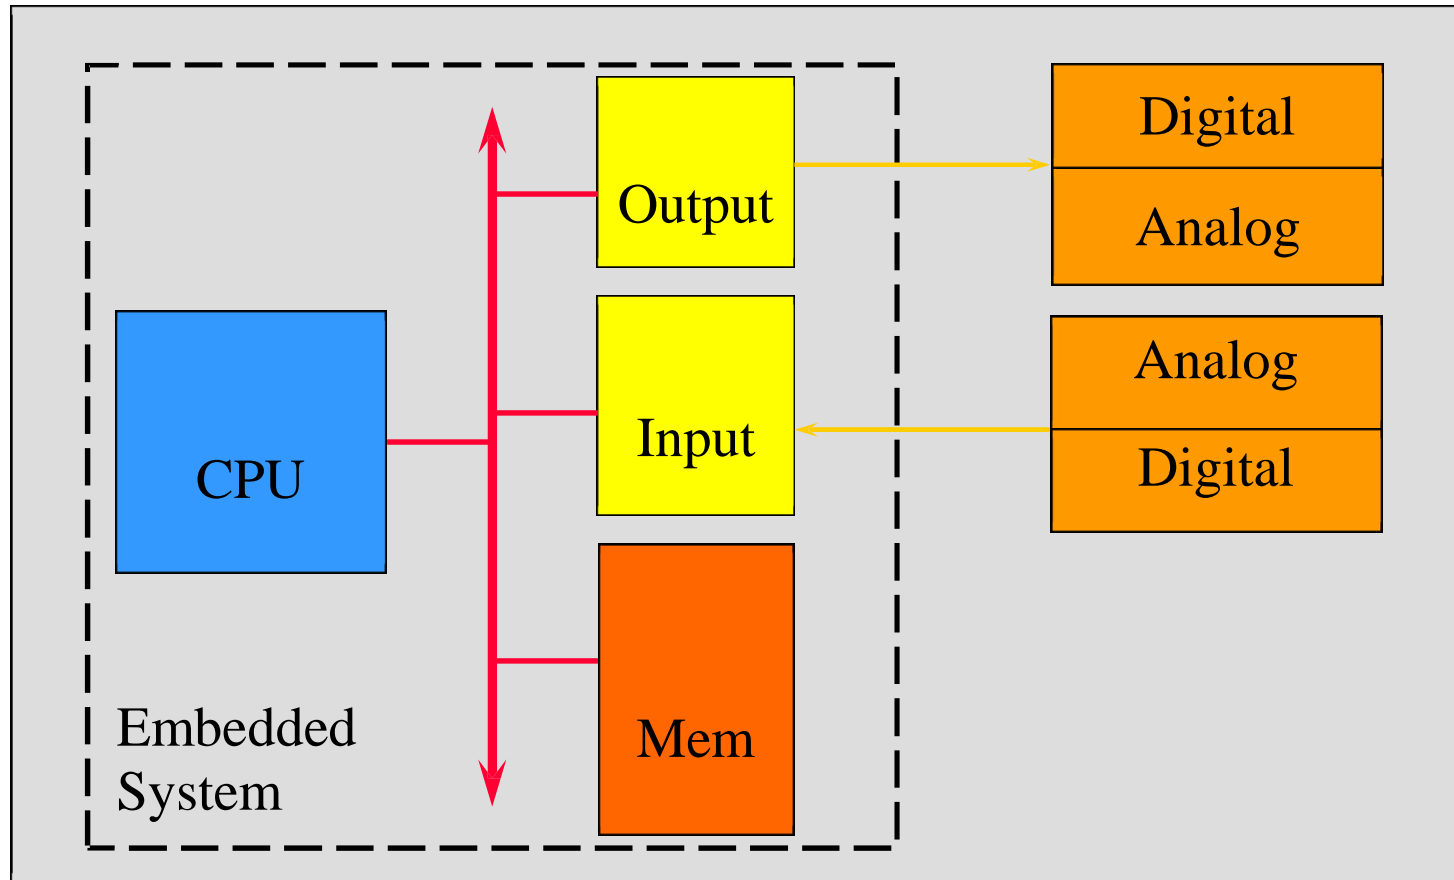 Digital
Output
Analog
Analog
Input
Digital
CPU
Mem
Embedded
System